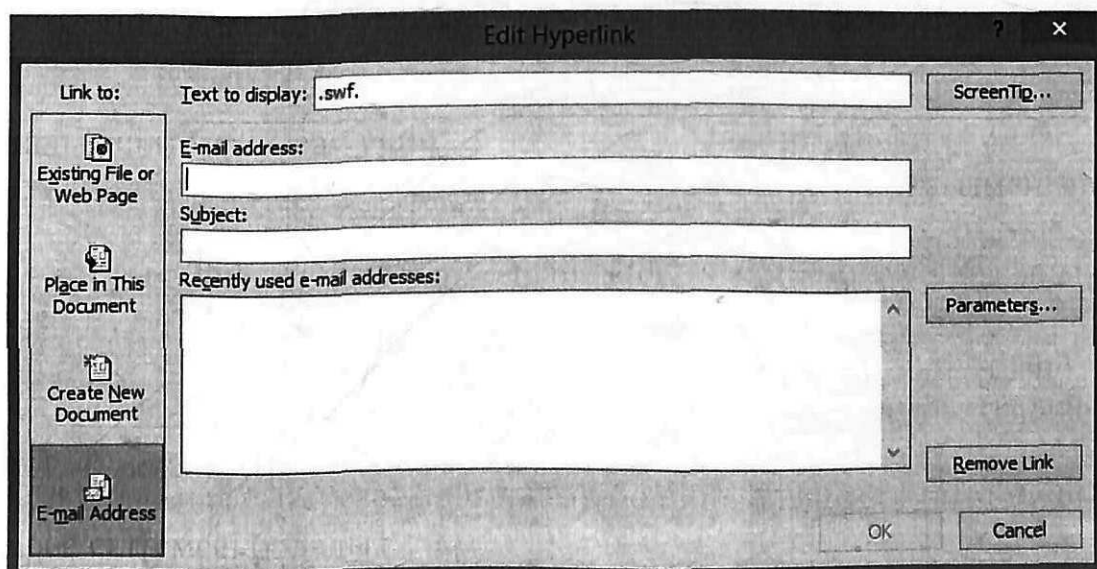 Edit Hyperlink ? ×
Link to:
Text to display: .swf.
ScreenTip...
Existing File or
Web Page
Place in This
Document
Create New
Document
E-mail Address
E-mail address:
Subject:
Recently used e-mail addresses:
Parameters...
Remove Link
OK
Cancel